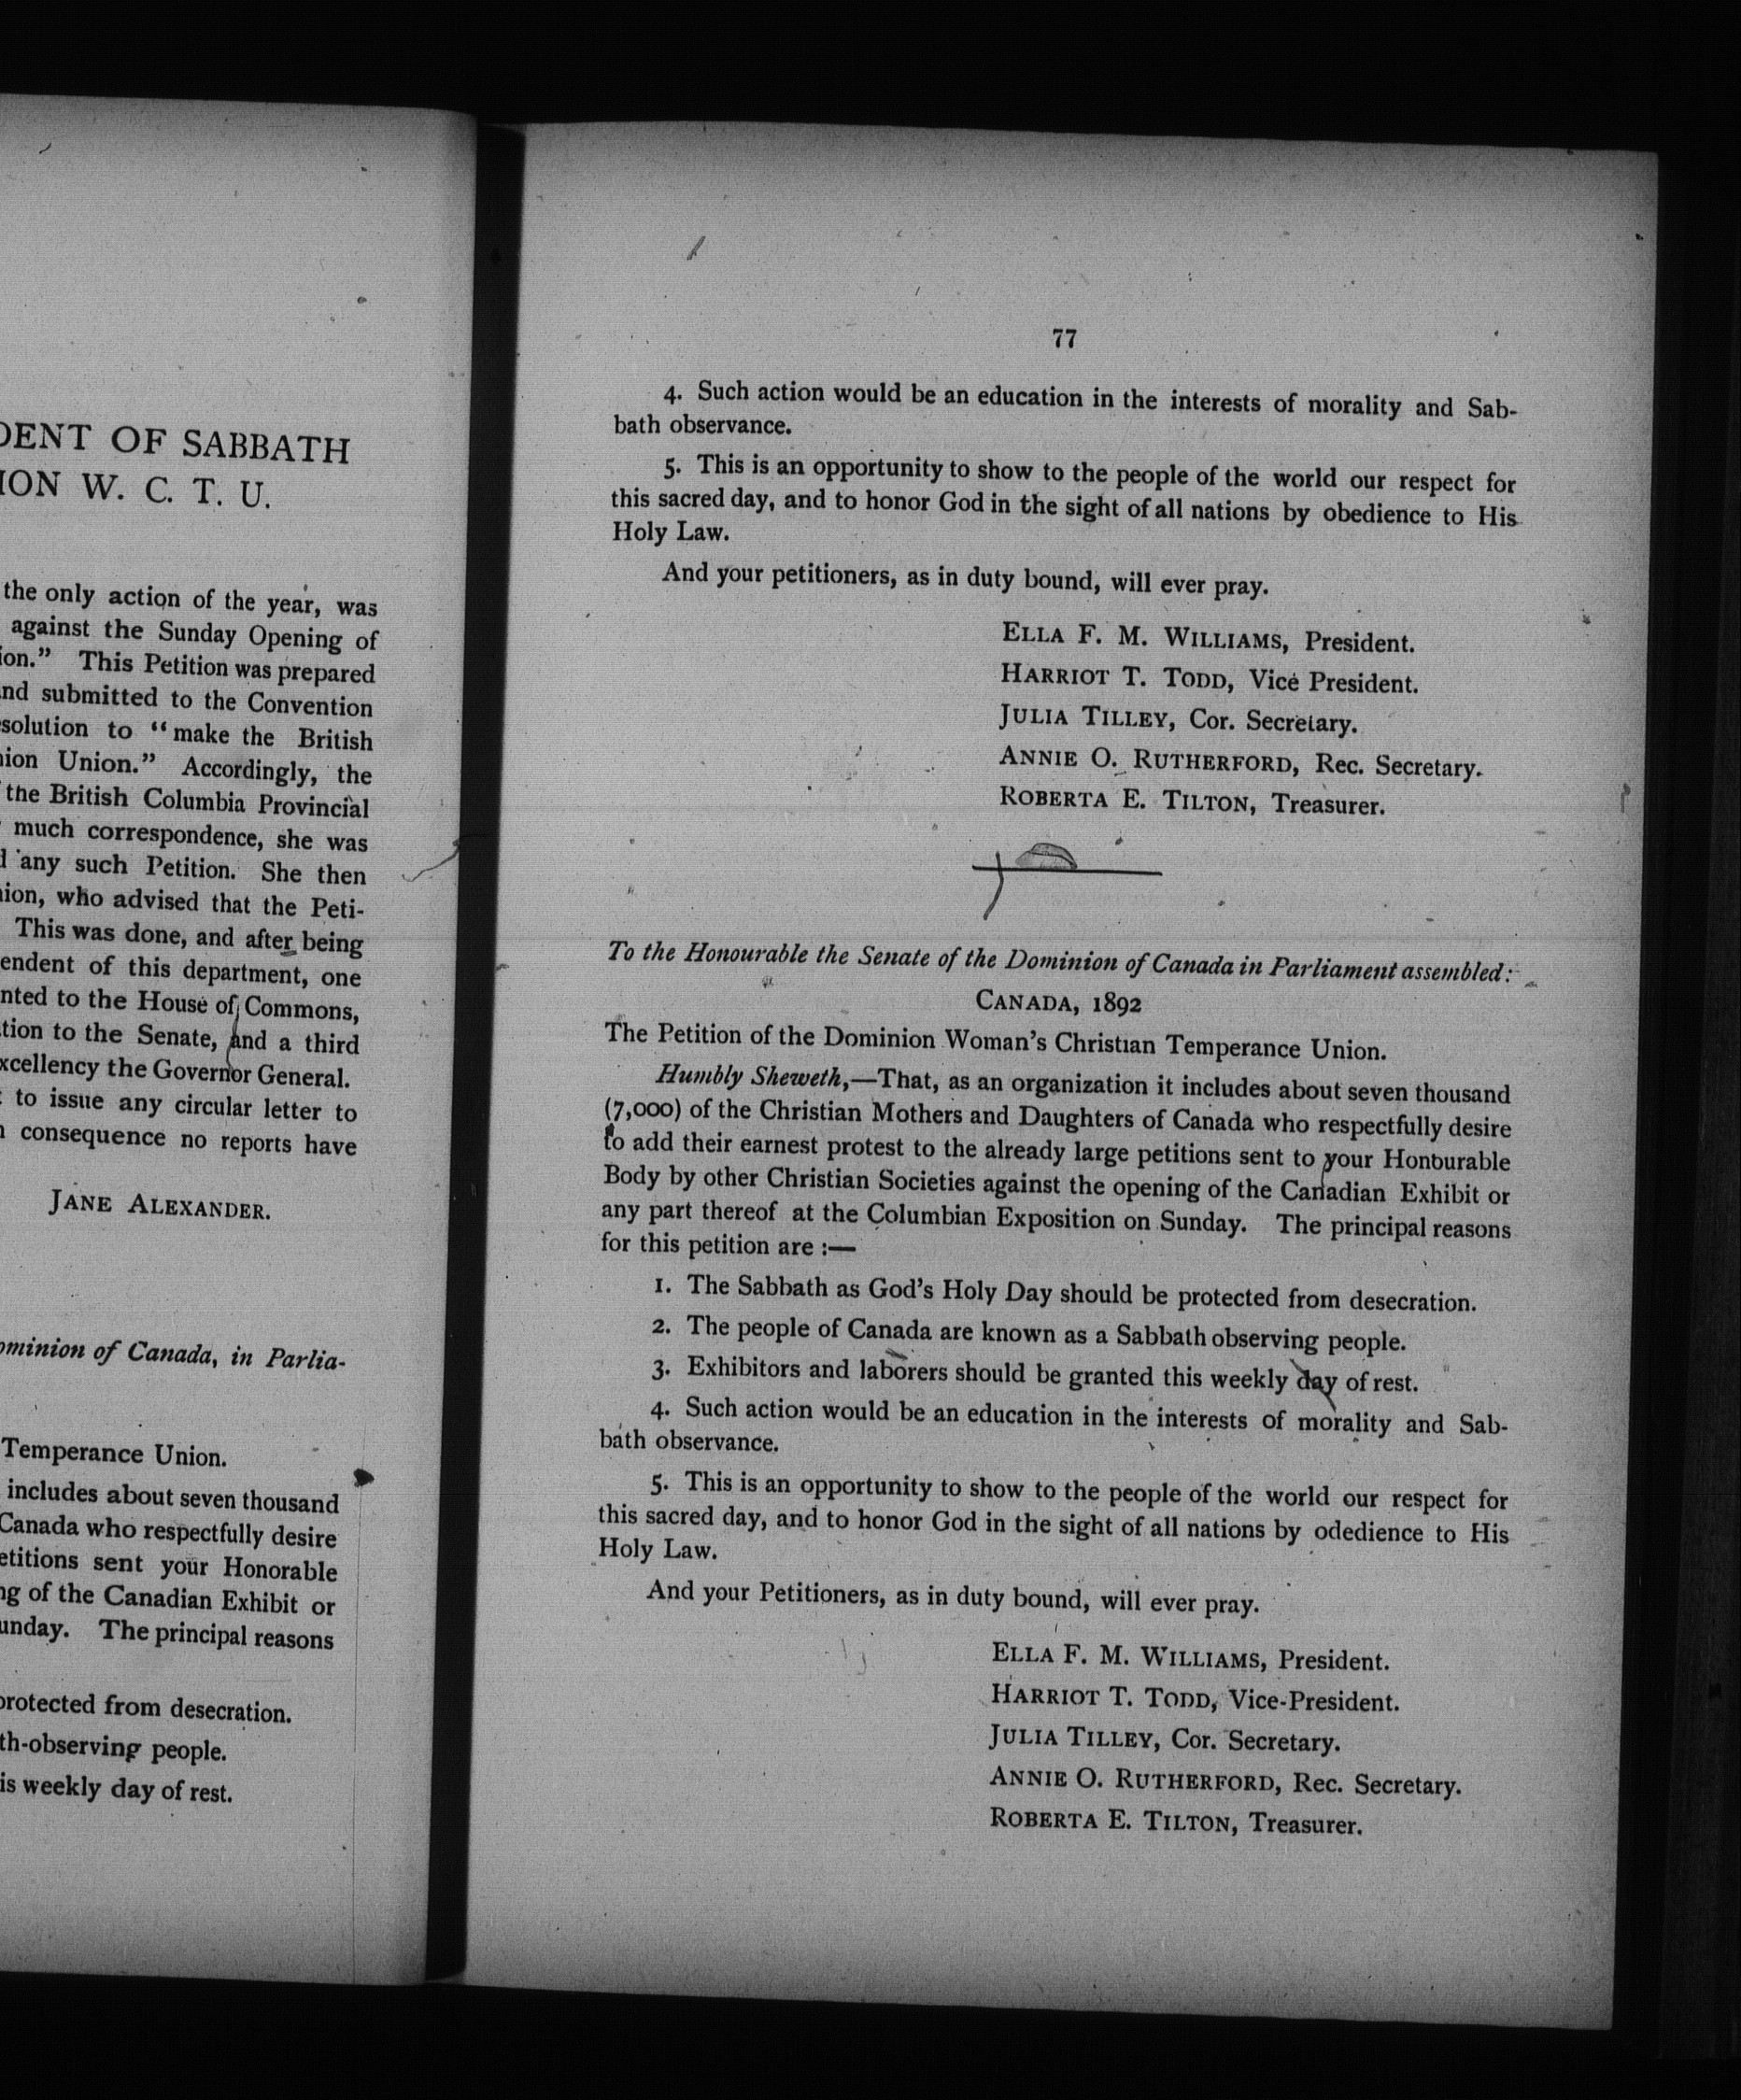 DENT OF SABBATH
ION W. C. T. U.
the only action of the year, was
against the Sunday Opening of
ion.” This Petition was prepared
nd submitted to the Convention
solution to “make the British
ion Union.” Accordingly, the
the British Columbia Provincial
much correspondence, she was
any such Petition. She then
ion, who advised that the Peti-
This was done, and after being
endent of this department, one
nted to the House of Commons,
tion to the Senate, and a third
xcellency the Governor General.
to issue any circular letter to
consequence no reports have
JANE ALEXANDER.
ominion of Canada, in Parlia-
Temperance Union.
includes about seven thousand
Canada who respectfully desire
etitions sent your Honorable
ng of the Canadian Exhibit or
unday. The principal reasons
protected from desecration.
th-observing people.
is weekly day of rest.
77
4. Such action would be an education in the interests of morality and Sab-
bath observance.
5. This is an opportunity to show to the people of the world our respect for
this sacred day, and to honor God in the sight of all nations by obedience to His
Holy Law.
And your petitioners, as in duty bound, will ever pray.
ELLA F. M. WILLIAMS, President.
HARRIOT T. TODD, Vice President.
JULIA TILLEY, Cor. Secretary.
ANNIE O. RUTHERFORD, Rec. Secretary.
ROBERTA E. TILTON, Treasurer.
To the Honourable the Senate of the Dominion of Canada in Parliament assembled:
CANADA, 1892
The Petition of the Dominion Woman's Christian Temperance Union.
Humbly Sheweth,—That, as an organization it includes about seven thousand
(7,000) of the Christian Mothers and Daughters of Canada who respectfully desire
to add their earnest protest to the already large petitions sent to your Honourable
Body by other Christian Societies against the opening of the Canadian Exhibit or
any part thereof at the Columbian Exposition on Sunday. The principal reasons
for this petition are :—
1. The Sabbath as God's Holy Day should be protected from desecration.
2. The people of Canada are known as a Sabbath observing people.
3. Exhibitors and laborers should be granted this weekly day of rest.
4. Such action would be an education in the interests of morality and Sab-
bath observance.
5. This is an opportunity to show to the people of the world our respect for
this sacred day, and to honor God in the sight of all nations by odedience to His
Holy Law.
And your Petitioners, as in duty bound, will ever pray.
ELLA F. M. WILLIAMS, President.
HARRIOT T. TODD, Vice-President.
JULIA TILLEY, Cor. Secretary.
ANNIE O. RUTHERFORD, Rec. Secretary.
ROBERTA E. TILTON, Treasurer.